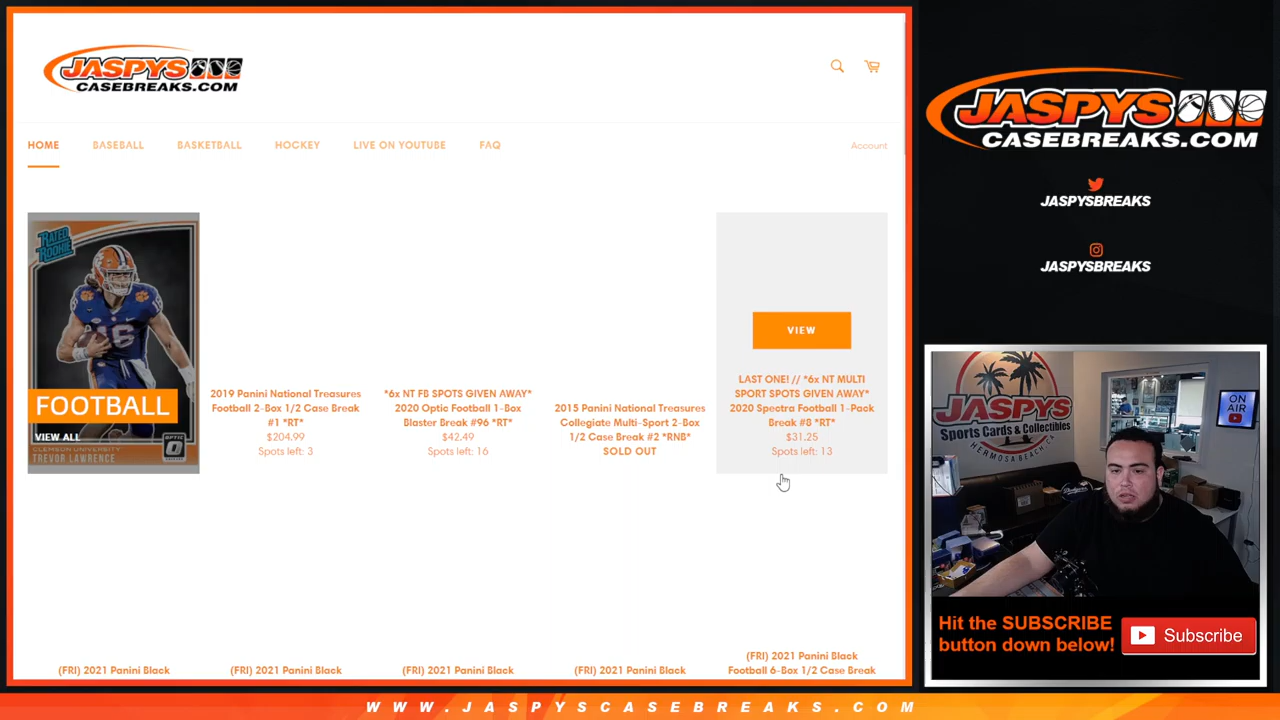 JASPYS
CASEBREAKS.COM
HOME
BASEBALL
BASKETBALL
HOCKEY
LIVE ON YOUTUBE
FAQ
Account
RATED ROOKIE
16
FOOTBALL
VIEW ALL
OPTIC
CLEMSON UNIVERSITY
TREVOR LAWRENCE
2019 Panini National Treasures
Football 2-Box 1/2 Case Break
#1 *RT*
$204.99
Spots left: 3
*6x NT FB SPOTS GIVEN AWAY*
2020 Optic Football 1-Box
Blaster Break #96 *RT*
$42.49
Spots left: 16
2015 Panini National Treasures
Collegiate Multi-Sport 2-Box
1/2 Case Break #2 *RNB*
SOLD OUT
VIEW
LAST ONE! // *6x NT MULTI
SPORT SPOTS GIVEN AWAY*
2020 Spectra Football 1-Pack
Break #8 *RT*
$31.25
Spots left: 13
(FRI) 2021 Panini Black
(FRI) 2021 Panini Black
(FRI) 2021 Panini Black
(FRI) 2021 Panini Black
(FRI) 2021 Panini Black
Football 6-Box 1/2 Case Break
JASPYS
CASEBREAKS.COM
JASPYSBREAKS
JASPYSBREAKS
JASPYS
Sports Cards & Collectibles
HERMOSA BEACH, CA
ON
AIR
Hit the SUBSCRIBE
button down below!
Subscribe
WWW.JASPYSCASEBREAKS.COM